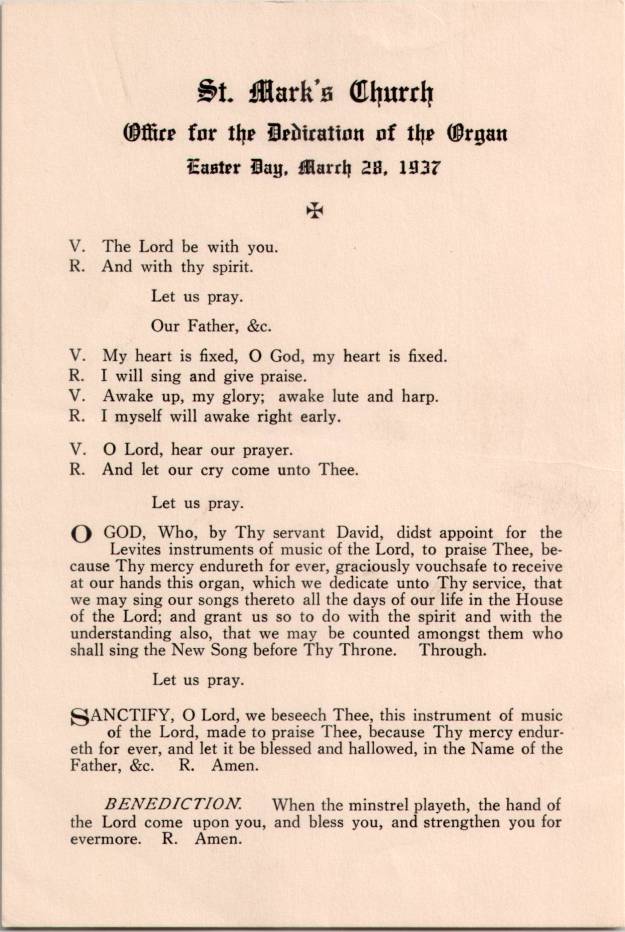 St. Mark's Church
Office for the Dedication of the Organ
Easter Day, March 28, 1937
✠
V. The Lord be with you.
R. And with thy spirit.
Let us pray.
Our Father, &c.
V. My heart is fixed, O God, my heart is fixed.
R. I will sing and give praise.
V. Awake up, my glory; awake lute and harp.
R. I myself will awake right early.
V. O Lord, hear our prayer.
R. And let our cry come unto Thee.
Let us pray.
O GOD, Who, by Thy servant David, didst appoint for the
Levites instruments of music of the Lord, to praise Thee, be-
cause Thy mercy endureth for ever, graciously vouchsafe to receive
at our hands this organ, which we dedicate unto Thy service, that
we may sing our songs thereto all the days of our life in the House
of the Lord; and grant us so to do with the spirit and with the
understanding also, that we may be counted amongst them who
shall sing the New Song before Thy Throne. Through.
Let us pray.
SANCTIFY, O Lord, we beseech Thee, this instrument of music
of the Lord, made to praise Thee, because Thy mercy endur-
eth for ever, and let it be blessed and hallowed, in the Name of the
Father, &c. R. Amen.
BENEDICTION. When the minstrel playeth, the hand of
the Lord come upon you, and bless you, and strengthen you for
evermore. R. Amen.